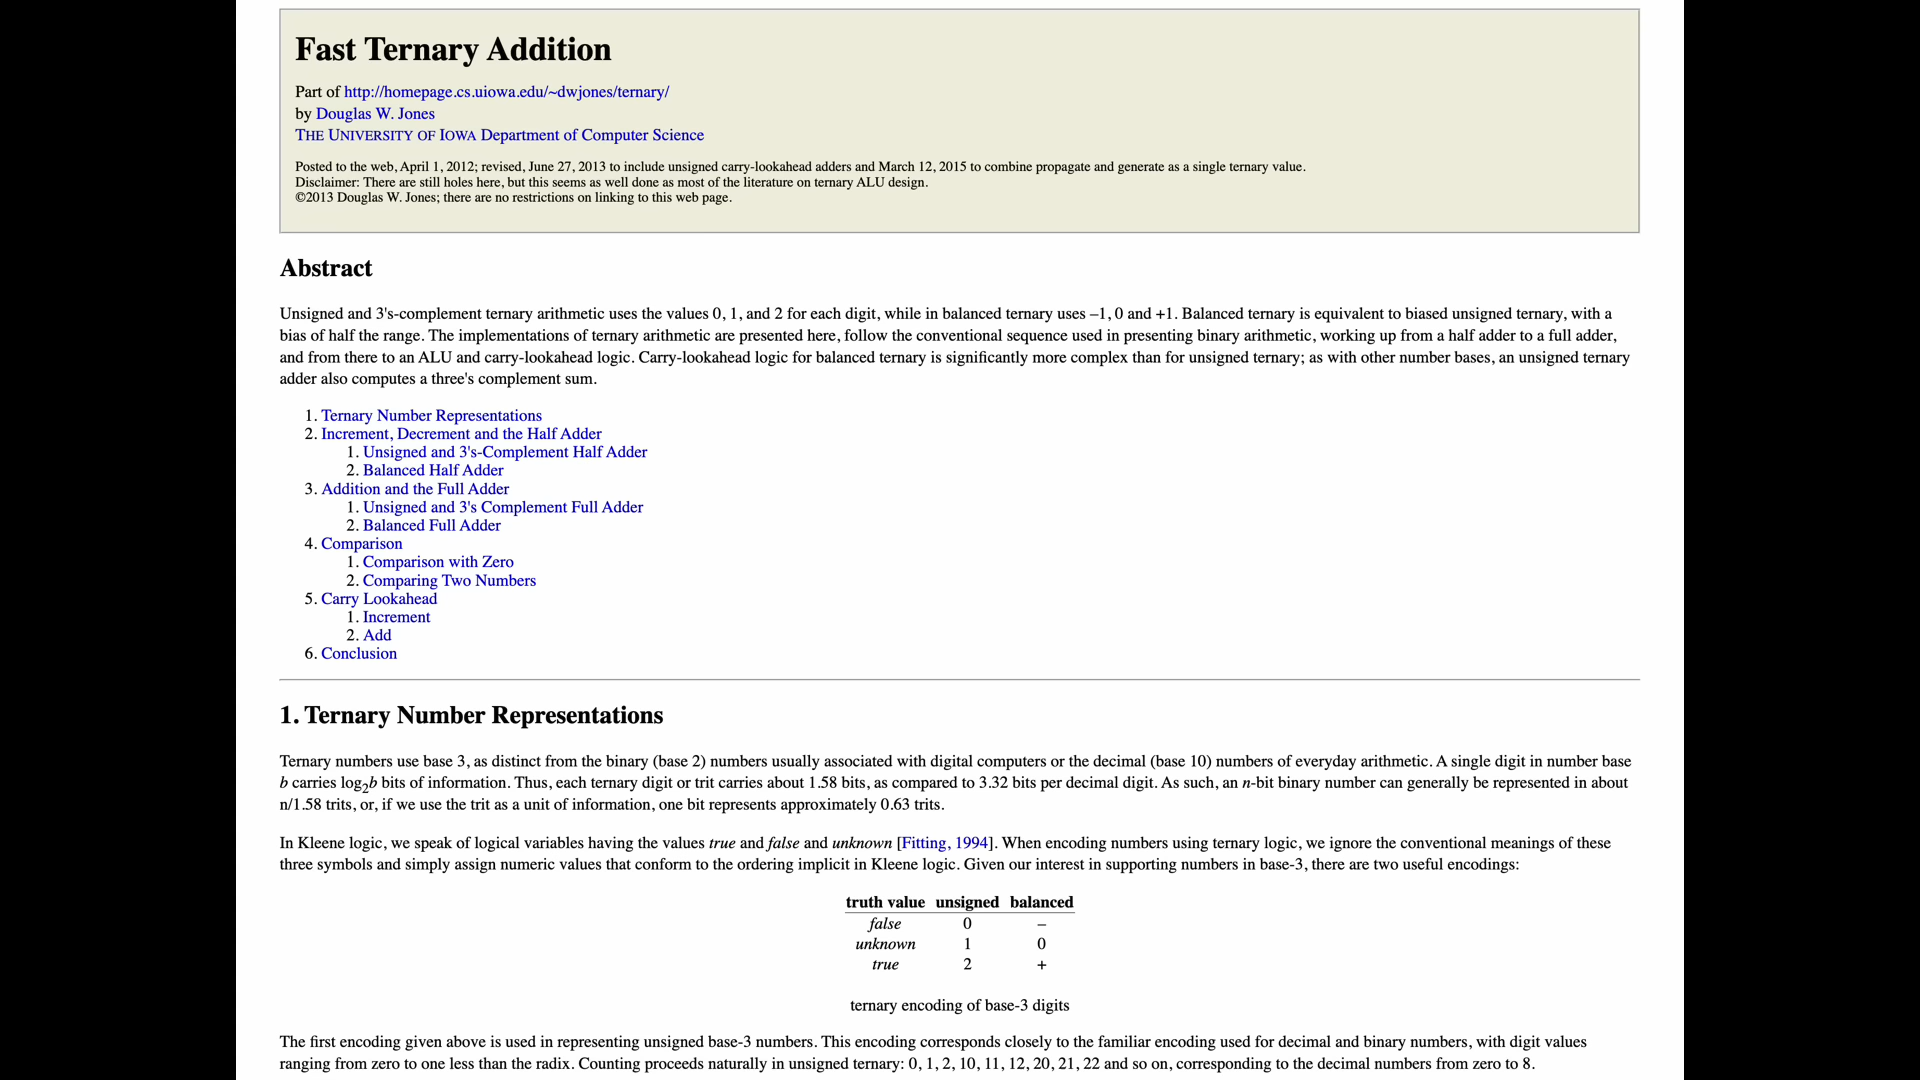 Fast Ternary Addition
Part of http://homepage.cs.uiowa.edu/~dwjones/ternary/
by Douglas W. Jones
THE UNIVERSITY OF IOWA Department of Computer Science
Posted to the web, April 1, 2012; revised, June 27, 2013 to include unsigned carry-lookahead adders and March 12, 2015 to combine propagate and generate as a single ternary value.
Disclaimer: There are still holes here, but this seems as well done as most of the literature on ternary ALU design.
©2013 Douglas W. Jones; there are no restrictions on linking to this web page.
Abstract
Unsigned and 3's-complement ternary arithmetic uses the values 0, 1, and 2 for each digit, while in balanced ternary uses –1, 0 and +1. Balanced ternary is equivalent to biased unsigned ternary, with a
bias of half the range. The implementations of ternary arithmetic are presented here, follow the conventional sequence used in presenting binary arithmetic, working up from a half adder to a full adder,
and from there to an ALU and carry-lookahead logic. Carry-lookahead logic for balanced ternary is significantly more complex than for unsigned ternary; as with other number bases, an unsigned ternary
adder also computes a three's complement sum.
1. Ternary Number Representations
2. Increment, Decrement and the Half Adder
1. Unsigned and 3's-Complement Half Adder
2. Balanced Half Adder
3. Addition and the Full Adder
1. Unsigned and 3's Complement Full Adder
2. Balanced Full Adder
4. Comparison
1. Comparison with Zero
2. Comparing Two Numbers
5. Carry Lookahead
1. Increment
2. Add
6. Conclusion
1. Ternary Number Representations
Ternary numbers use base 3, as distinct from the binary (base 2) numbers usually associated with digital computers or the decimal (base 10) numbers of everyday arithmetic. A single digit in number base
b carries log2b bits of information. Thus, each ternary digit or trit carries about 1.58 bits, as compared to 3.32 bits per decimal digit. As such, an n-bit binary number can generally be represented in about
n/1.58 trits, or, if we use the trit as a unit of information, one bit represents approximately 0.63 trits.
In Kleene logic, we speak of logical variables having the values true and false and unknown [Fitting, 1994]. When encoding numbers using ternary logic, we ignore the conventional meanings of these
three symbols and simply assign numeric values that conform to the ordering implicit in Kleene logic. Given our interest in supporting numbers in base-3, there are two useful encodings:
truth value unsigned balanced
false 0 –
unknown 1 0
true 2 +
ternary encoding of base-3 digits
The first encoding given above is used in representing unsigned base-3 numbers. This encoding corresponds closely to the familiar encoding used for decimal and binary numbers, with digit values
ranging from zero to one less than the radix. Counting proceeds naturally in unsigned ternary: 0, 1, 2, 10, 11, 12, 20, 21, 22 and so on, corresponding to the decimal numbers from zero to 8.